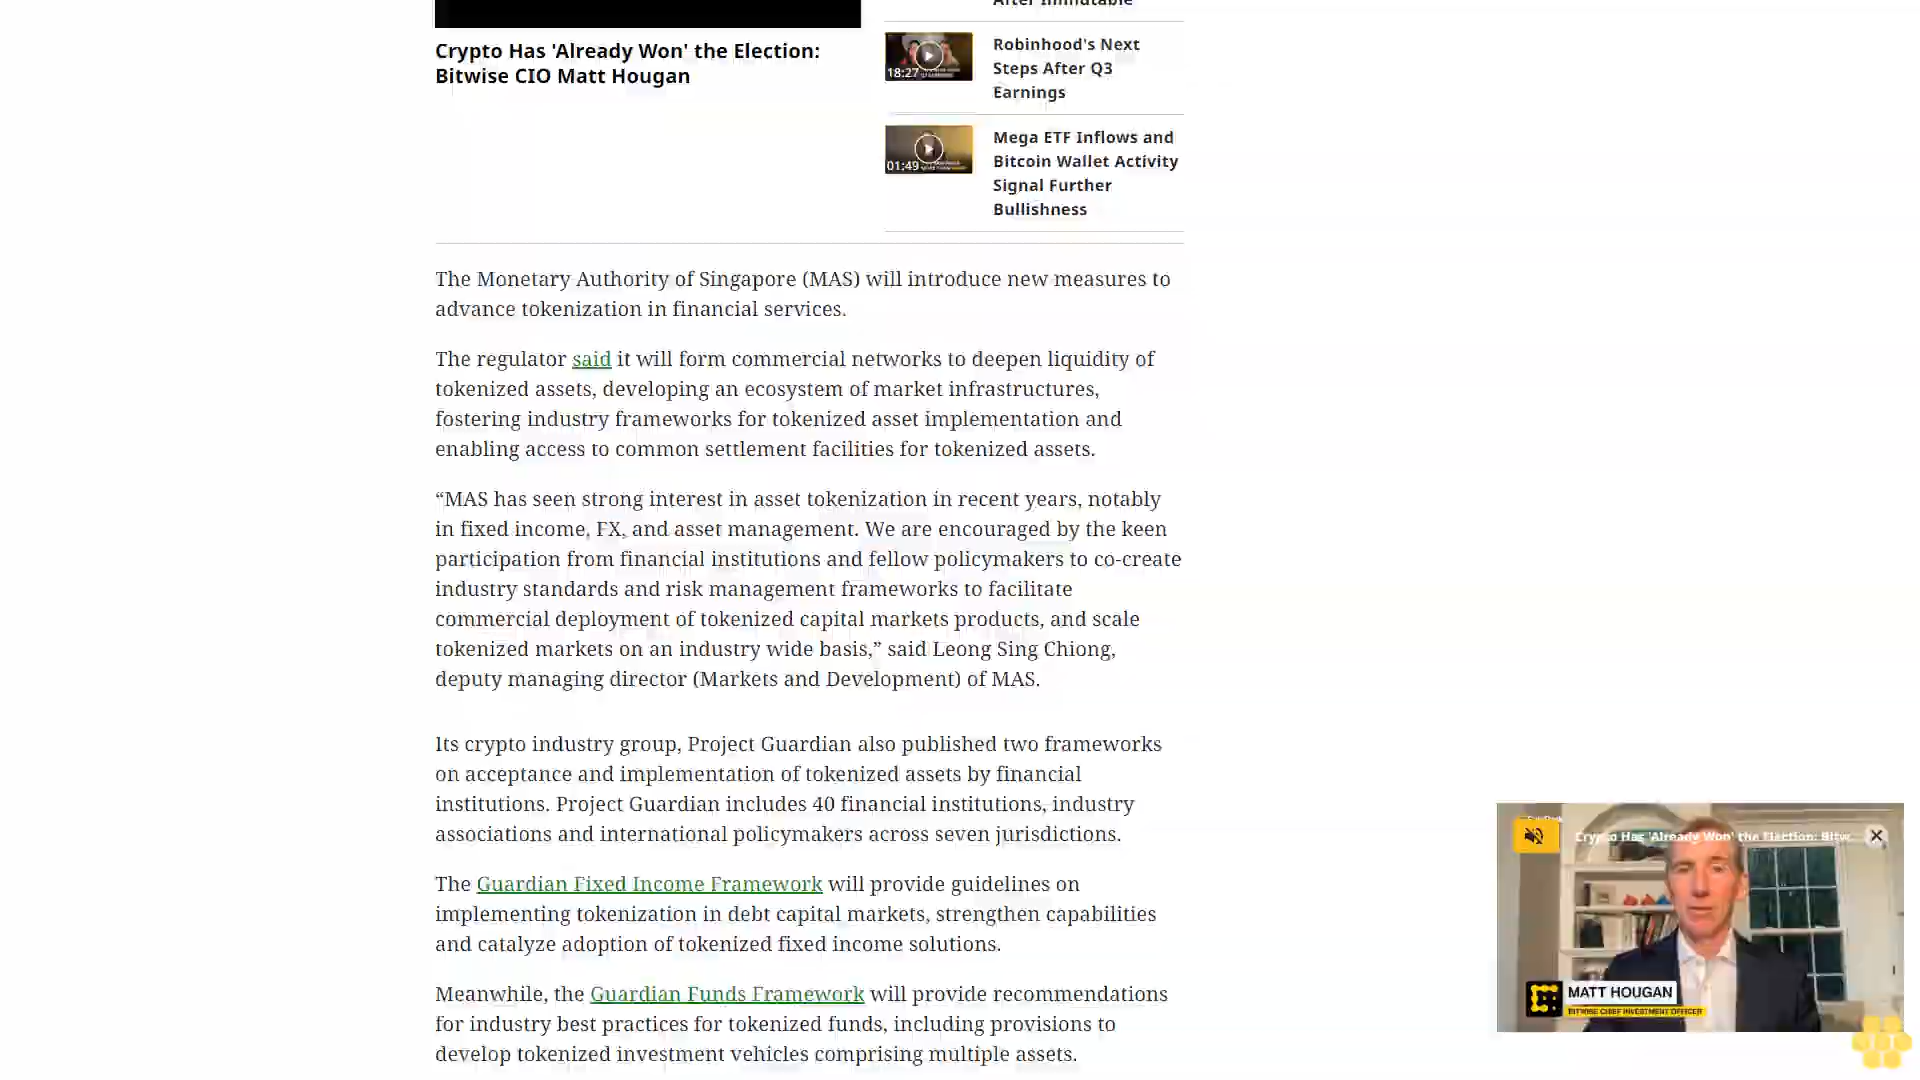 After Immutable
Crypto Has 'Already Won' the Election:
Bitwise CIO Matt Hougan
18:27
Robinhood's Next
Steps After Q3
Earnings
01:49
Mega ETF Inflows and
Bitcoin Wallet Activity
Signal Further
Bullishness
The Monetary Authority of Singapore (MAS) will introduce new measures to
advance tokenization in financial services.
The regulator said it will form commercial networks to deepen liquidity of
tokenized assets, developing an ecosystem of market infrastructures,
fostering industry frameworks for tokenized asset implementation and
enabling access to common settlement facilities for tokenized assets.
“MAS has seen strong interest in asset tokenization in recent years, notably
in fixed income, FX, and asset management. We are encouraged by the keen
participation from financial institutions and fellow policymakers to co-create
industry standards and risk management frameworks to facilitate
commercial deployment of tokenized capital markets products, and scale
tokenized markets on an industry wide basis,” said Leong Sing Chiong,
deputy managing director (Markets and Development) of MAS.
Its crypto industry group, Project Guardian also published two frameworks
on acceptance and implementation of tokenized assets by financial
institutions. Project Guardian includes 40 financial institutions, industry
associations and international policymakers across seven jurisdictions.
The Guardian Fixed Income Framework will provide guidelines on
implementing tokenization in debt capital markets, strengthen capabilities
and catalyze adoption of tokenized fixed income solutions.
Meanwhile, the Guardian Funds Framework will provide recommendations
for industry best practices for tokenized funds, including provisions to
develop tokenized investment vehicles comprising multiple assets.
Crypto Has 'Already Won' the Election: Bitw...
MATT HOUGAN
BITWISE CHIEF INVESTMENT OFFICER